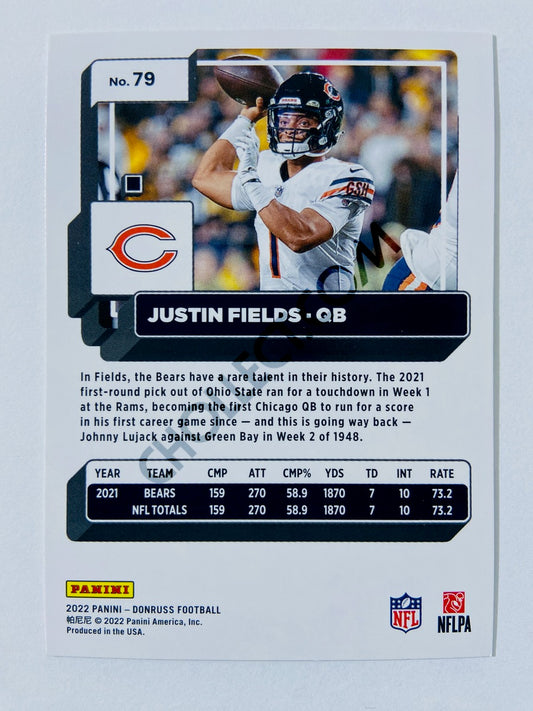 No. 79
BEARS
GSH
1
JUSTIN FIELDS · QB
In Fields, the Bears have a rare talent in their history. The 2021
first-round pick out of Ohio State ran for a touchdown in Week 1
at the Rams, becoming the first Chicago QB to run for a score
in his first career game since — and this is going way back —
Johnny Lujack against Green Bay in Week 2 of 1948.
YEAR TEAM CMP ATT CMP% YDS TD INT RATE
2021 BEARS 159 270 58.9 1870 7 10 73.2
NFL TOTALS 159 270 58.9 1870 7 10 73.2
PANINI
2022 PANINI – DONRUSS FOOTBALL
帕尼尼 © 2022 Panini America, Inc.
Produced in the USA.
NFL
NFLPA
CHOLLECT.COM